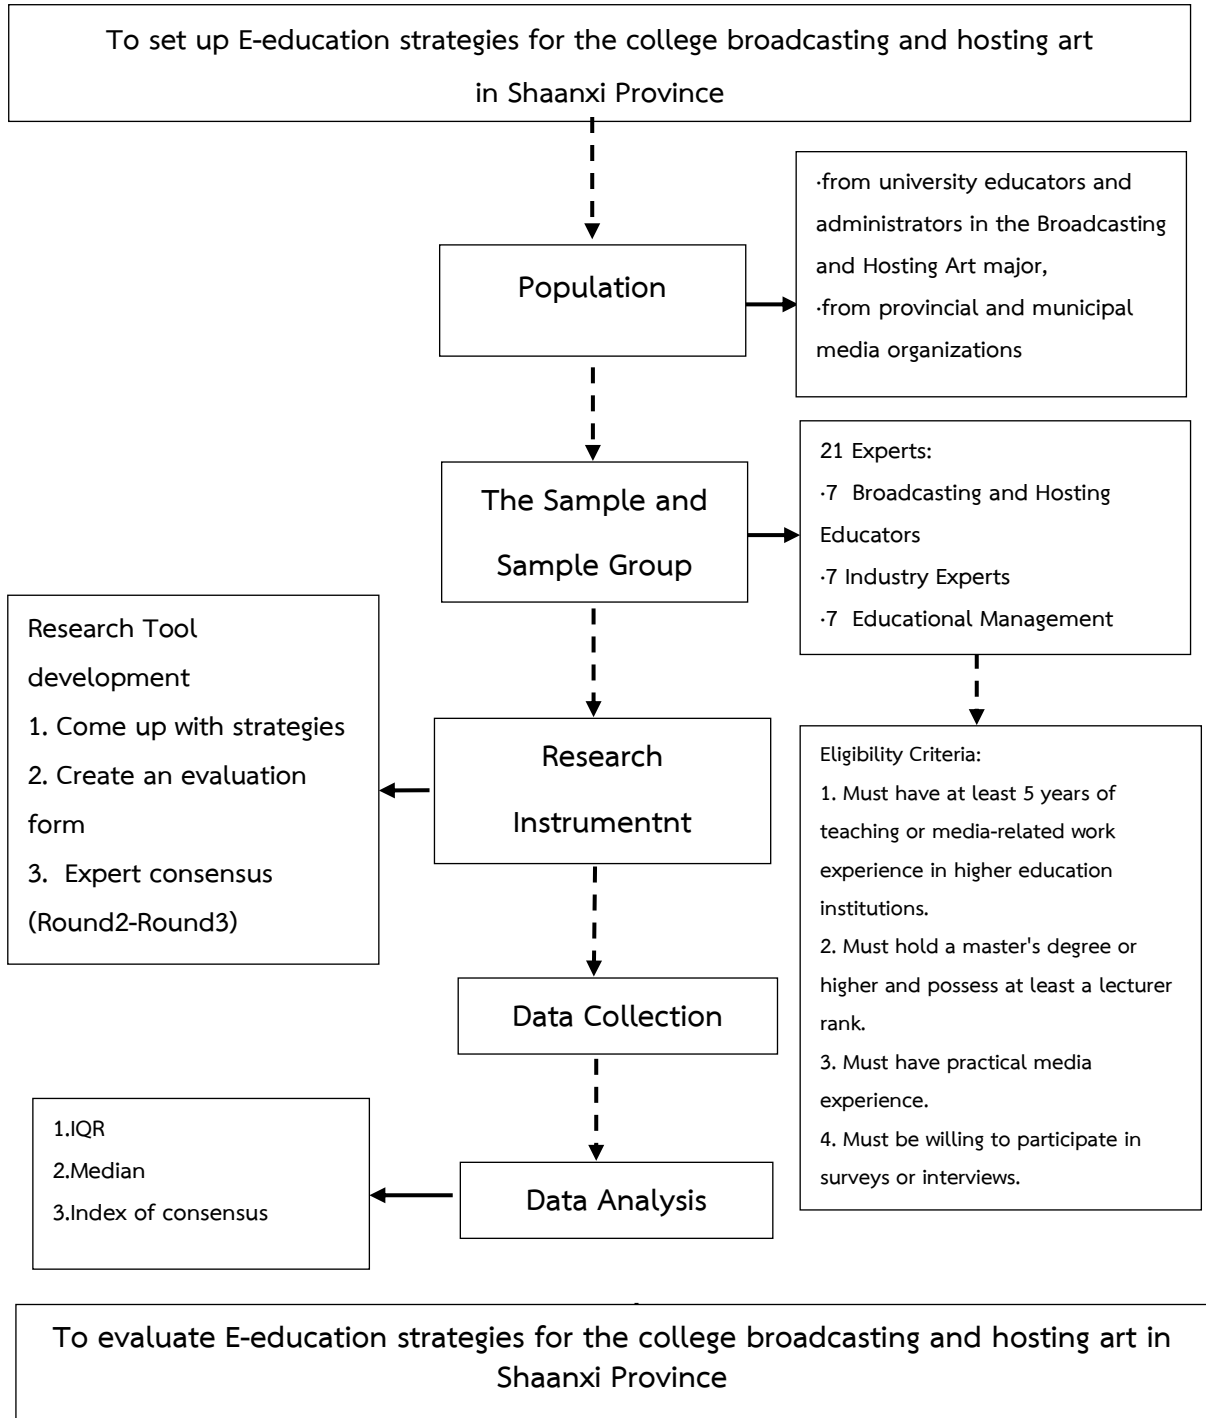 To set up E-education strategies for the college broadcasting and hosting art
in Shaanxi Province
·from university educators and
administrators in the Broadcasting
and Hosting Art major,
·from provincial and municipal
media organizations
Population
21 Experts:
·7  Broadcasting and Hosting
Educators
·7 Industry Experts
·7  Educational Management
The Sample and
Sample Group
Research Tool
development
1. Come up with strategies
2. Create an evaluation
form
3.  Expert consensus
(Round2-Round3)
Research
Instrumentnt
Eligibility Criteria:
1. Must have at least 5 years of
teaching or media-related work
experience in higher education
institutions.
2. Must hold a master's degree or
higher and possess at least a lecturer
rank.
3. Must have practical media
experience.
4. Must be willing to participate in
surveys or interviews.
Data Collection
1.IQR
2.Median
3.Index of consensus
Data Analysis
To evaluate E-education strategies for the college broadcasting and hosting art in
Shaanxi Province